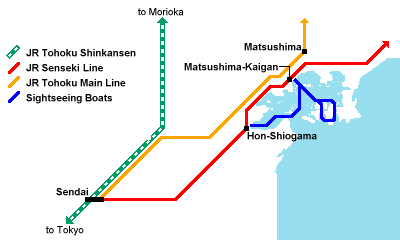 to Morioka
JR Tohoku Shinkansen
JR Senseki Line
JR Tohoku Main Line
Sightseeing Boats
Matsushima
Matsushima-Kaigan
Hon-Shiogama
Sendai
to Tokyo